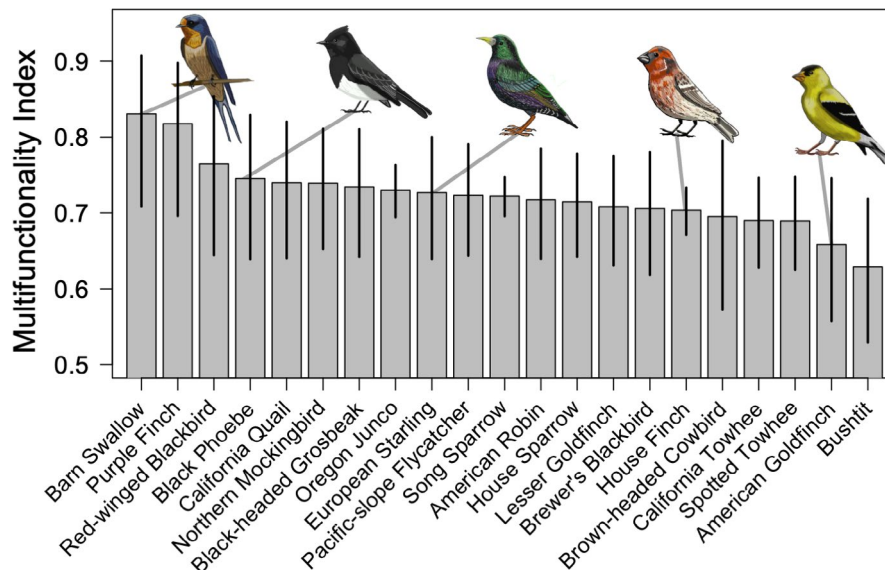 Multifunctionality Index
0.9
0.8
0.7
0.6
0.5
Barn Swallow
Purple Finch
Red-winged Blackbird
Black Phoebe
California Quail
Northern Mockingbird
Black-headed Grosbeak
Oregon Junco
European Starling
Pacific-slope Flycatcher
Song Sparrow
American Robin
House Sparrow
Lesser Goldfinch
Brewer's Blackbird
House Finch
Brown-headed Cowbird
California Towhee
Spotted Towhee
American Goldfinch
Bushtit